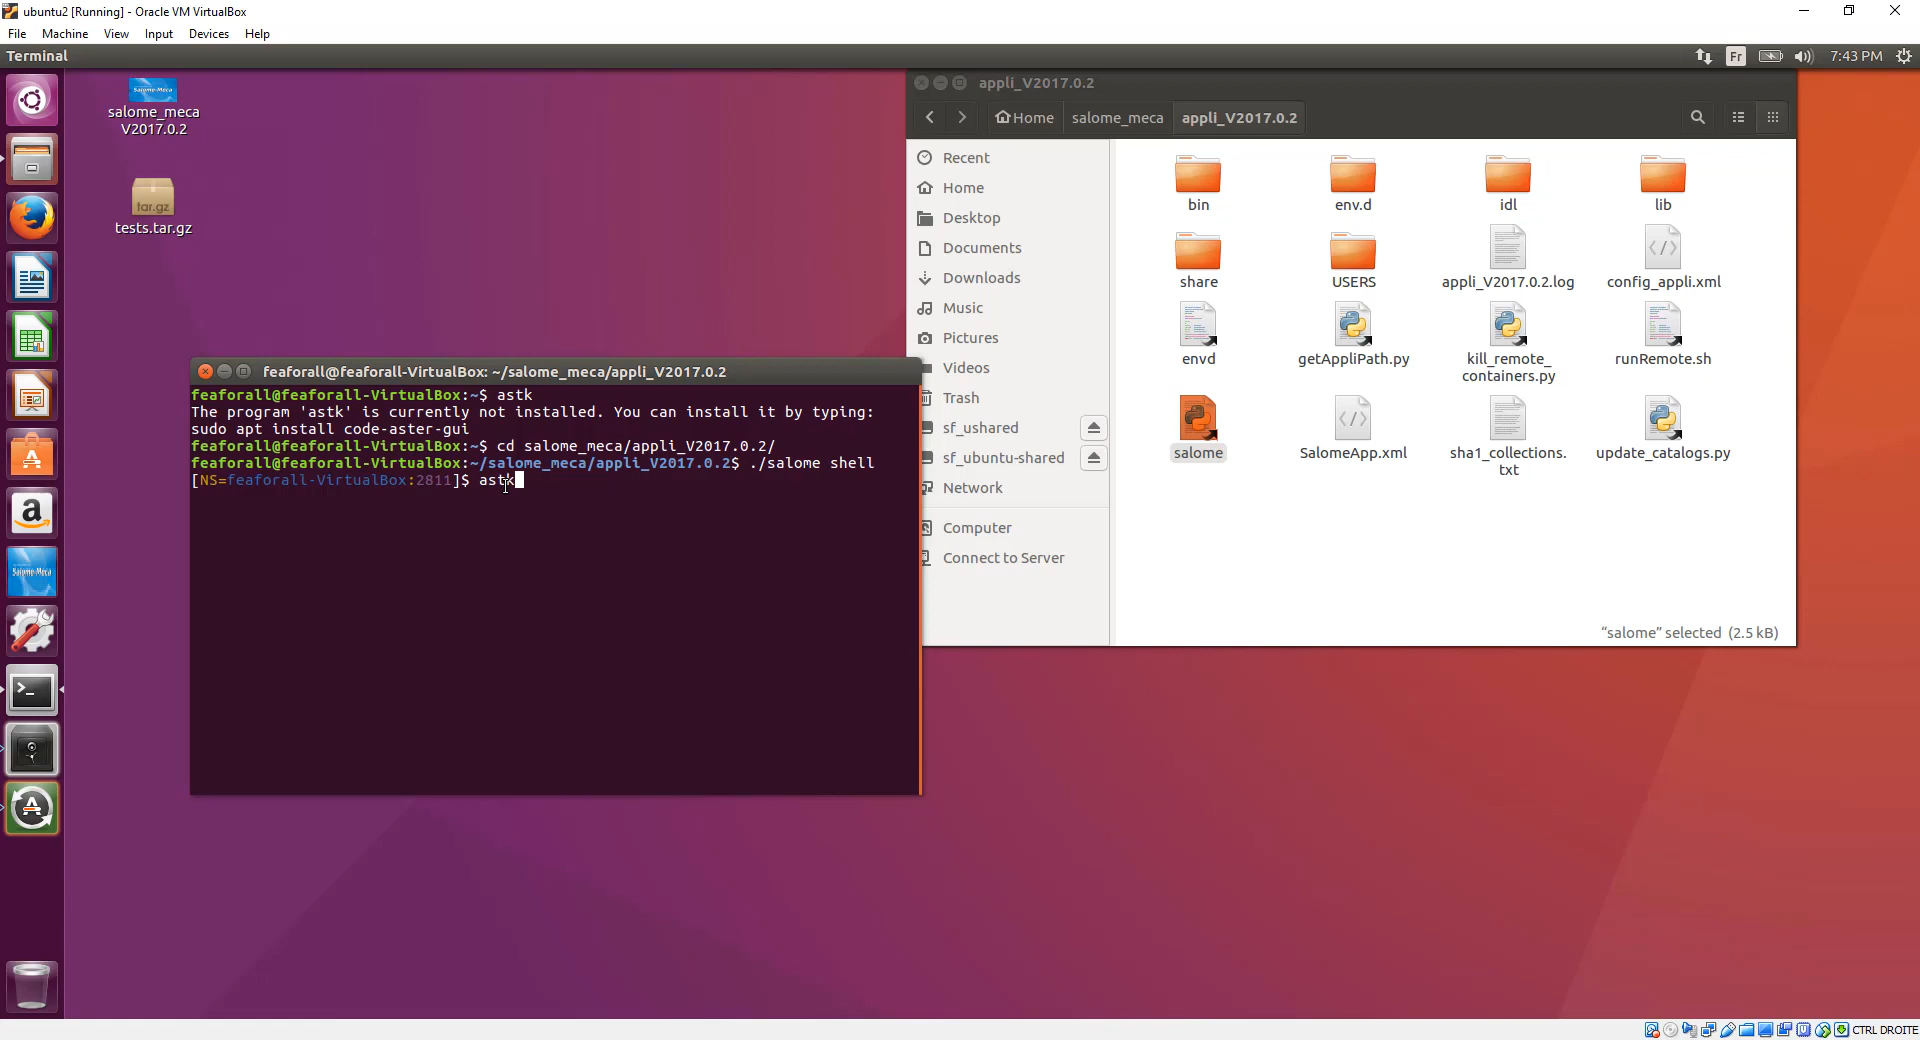 ubuntu2 [Running] - Oracle VM VirtualBox
File Machine View Input Devices Help
Terminal
Fr
7:43 PM
Salome-Meca
salome_meca
V2017.0.2
tar.gz
tests.tar.gz
appli_V2017.0.2
Home salome_meca appli_V2017.0.2
Recent
Home
Desktop
Documents
Downloads
Music
Pictures
Videos
Trash
sf_ushared
sf_ubuntu-shared
Network
Computer
Connect to Server
bin env.d idl lib
share USERS appli_V2017.0.2.log config_appli.xml
envd getAppliPath.py kill_remote_
containers.py runRemote.sh
salome SalomeApp.xml sha1_collections.
txt update_catalogs.py
“salome” selected (2.5 kB)
feaforall@feaforall-VirtualBox: ~/salome_meca/appli_V2017.0.2
feaforall@feaforall-VirtualBox:~$ astk
The program 'astk' is currently not installed. You can install it by typing:
sudo apt install code-aster-gui
feaforall@feaforall-VirtualBox:~$ cd salome_meca/appli_V2017.0.2/
feaforall@feaforall-VirtualBox:~/salome_meca/appli_V2017.0.2$ ./salome shell
[NS=feaforall-VirtualBox:2811]$ astk
Salome-Meca
CTRL DROITE